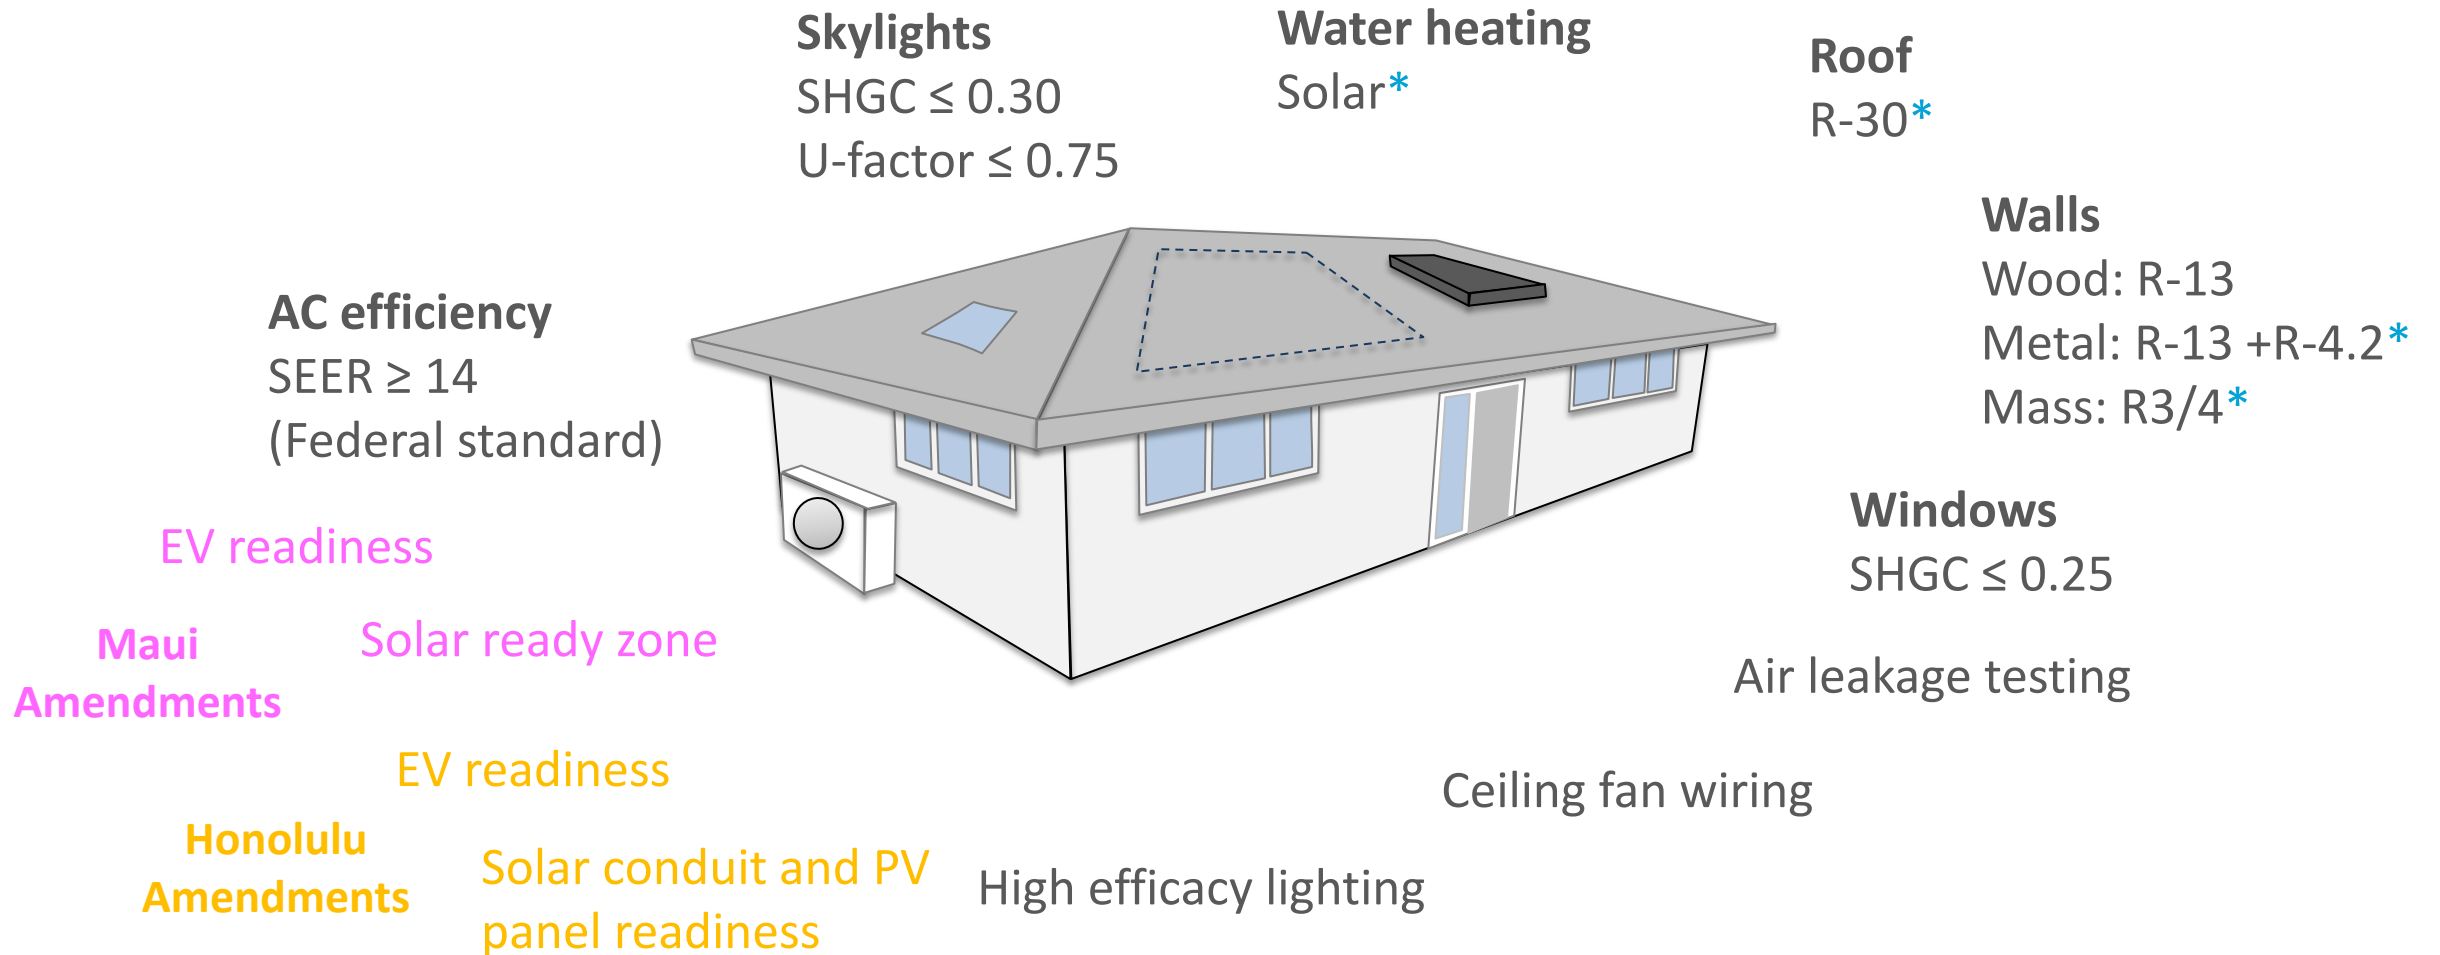 Skylights
SHGC ≤ 0.30
U-factor ≤ 0.75
Water heating
Solar*
Roof
R-30*
Walls
Wood: R-13
Metal: R-13 +R-4.2*
Mass: R3/4*
AC efficiency
SEER ≥ 14
(Federal standard)
Windows
SHGC ≤ 0.25
EV readiness
Maui
Amendments
Solar ready zone
Air leakage testing
EV readiness
Ceiling fan wiring
Honolulu
Amendments
Solar conduit and PV
panel readiness
High efficacy lighting